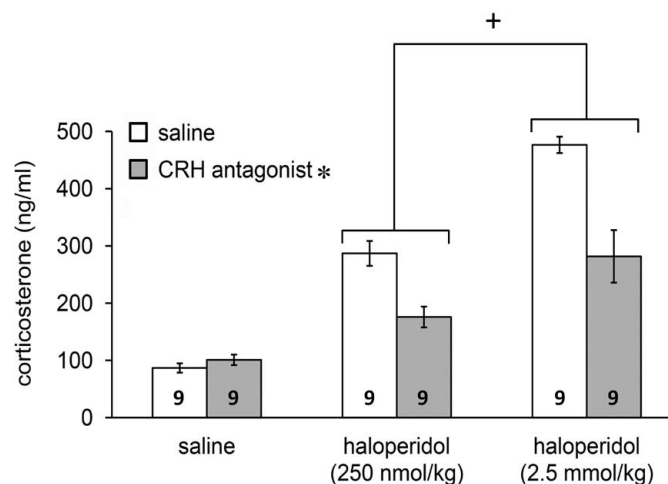 +
saline
CRH antagonist *
corticosterone (ng/ml)
500
400
300
200
100
0
9 9 9 9 9 9
saline
haloperidol
(250 nmol/kg)
haloperidol
(2.5 mmol/kg)